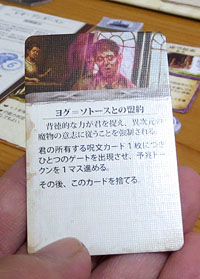 ヨグ=ソトースとの盟約
背徳的な力が君を捉え、異次元の
魔物の意志に従うことを強制される。
君の所有する呪文カード1枚につき
ひとつのゲートを出現させ、予兆トー
クンを1マス進める。
その後、このカードを捨てる。